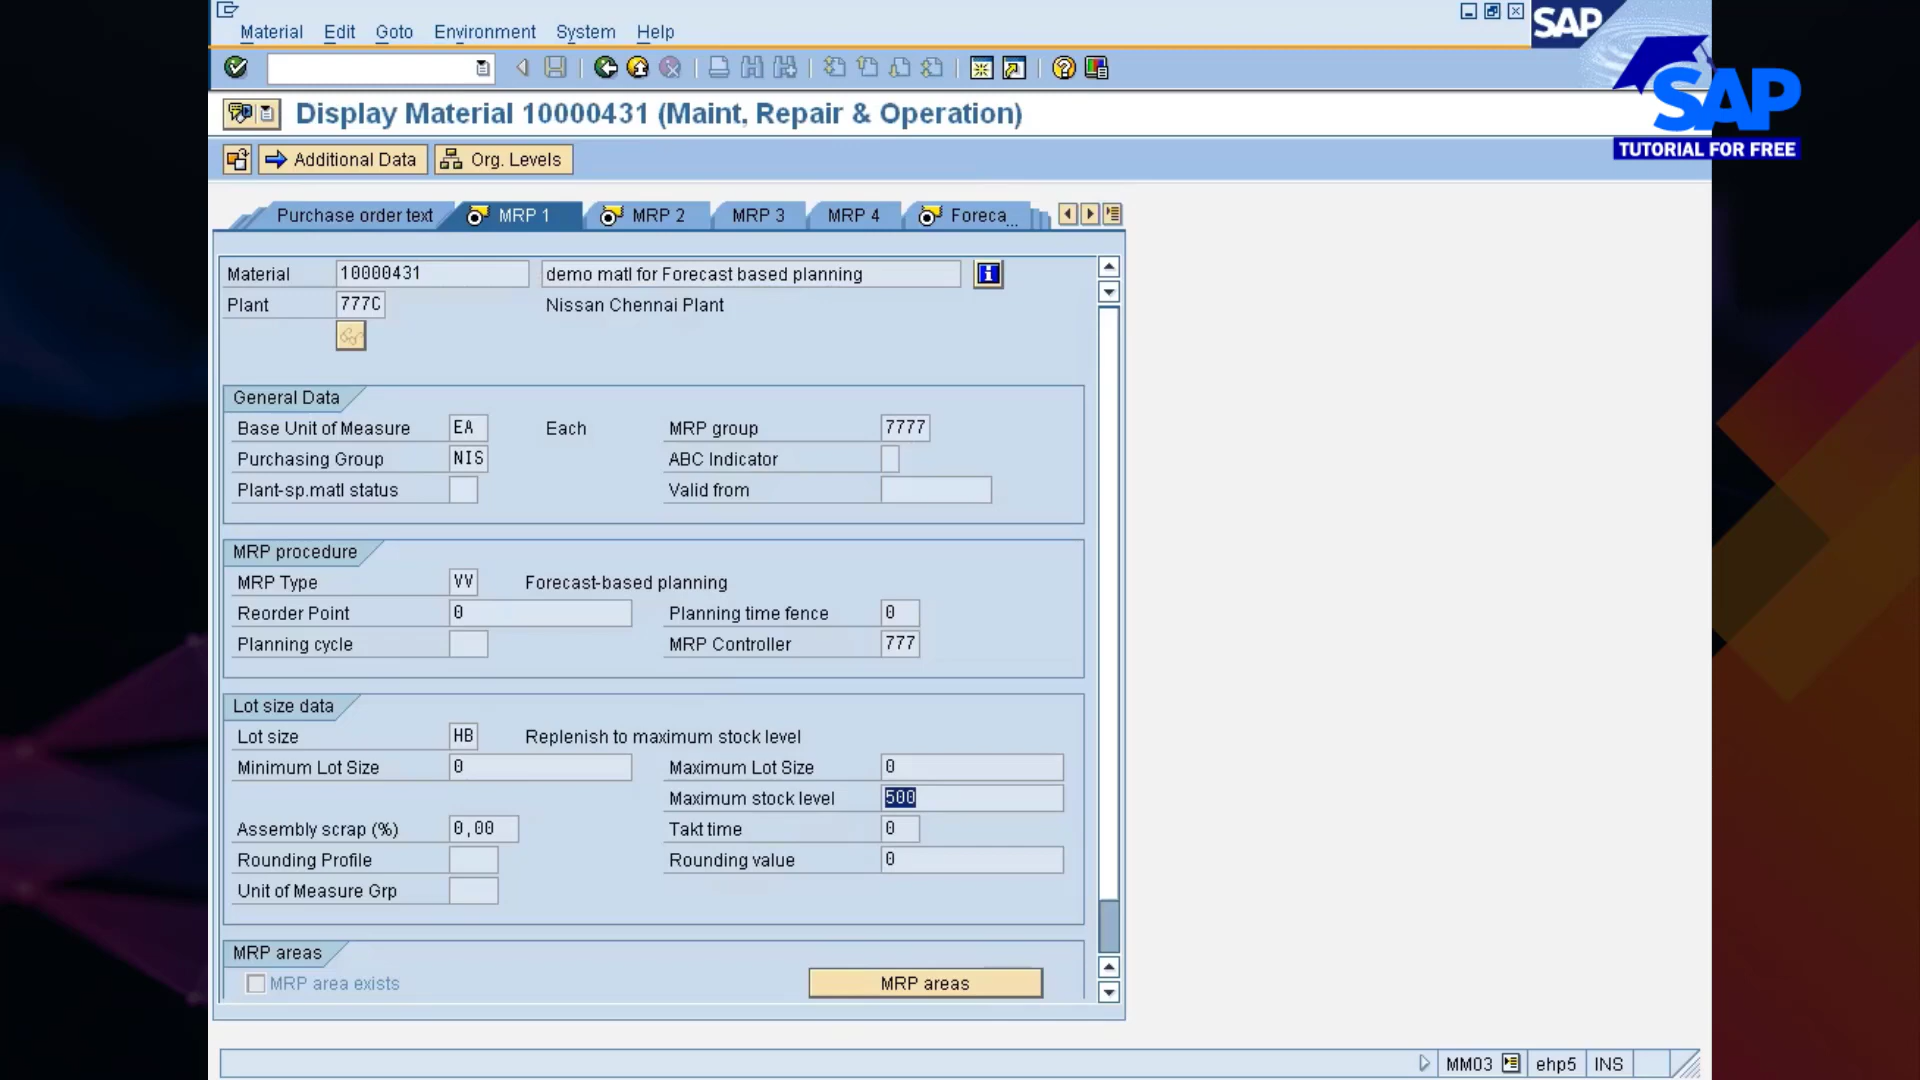 Material Edit Goto Environment System Help
SAP
SAP
TUTORIAL FOR FREE
Display Material 10000431 (Maint, Repair & Operation)
Additional Data Org. Levels
Purchase order text MRP 1 MRP 2 MRP 3 MRP 4 Foreca...
Material 10000431 demo matl for Forecast based planning
Plant 777C Nissan Chennai Plant
General Data
Base Unit of Measure EA Each MRP group 7777
Purchasing Group NIS ABC Indicator
Plant-sp.matl status Valid from
MRP procedure
MRP Type VV Forecast-based planning
Reorder Point 0 Planning time fence 0
Planning cycle MRP Controller 777
Lot size data
Lot size HB Replenish to maximum stock level
Minimum Lot Size 0 Maximum Lot Size 0
Maximum stock level 500
Assembly scrap (%) 0,00 Takt time 0
Rounding Profile Rounding value 0
Unit of Measure Grp
MRP areas
MRP area exists MRP areas
MM03 ehp5 INS